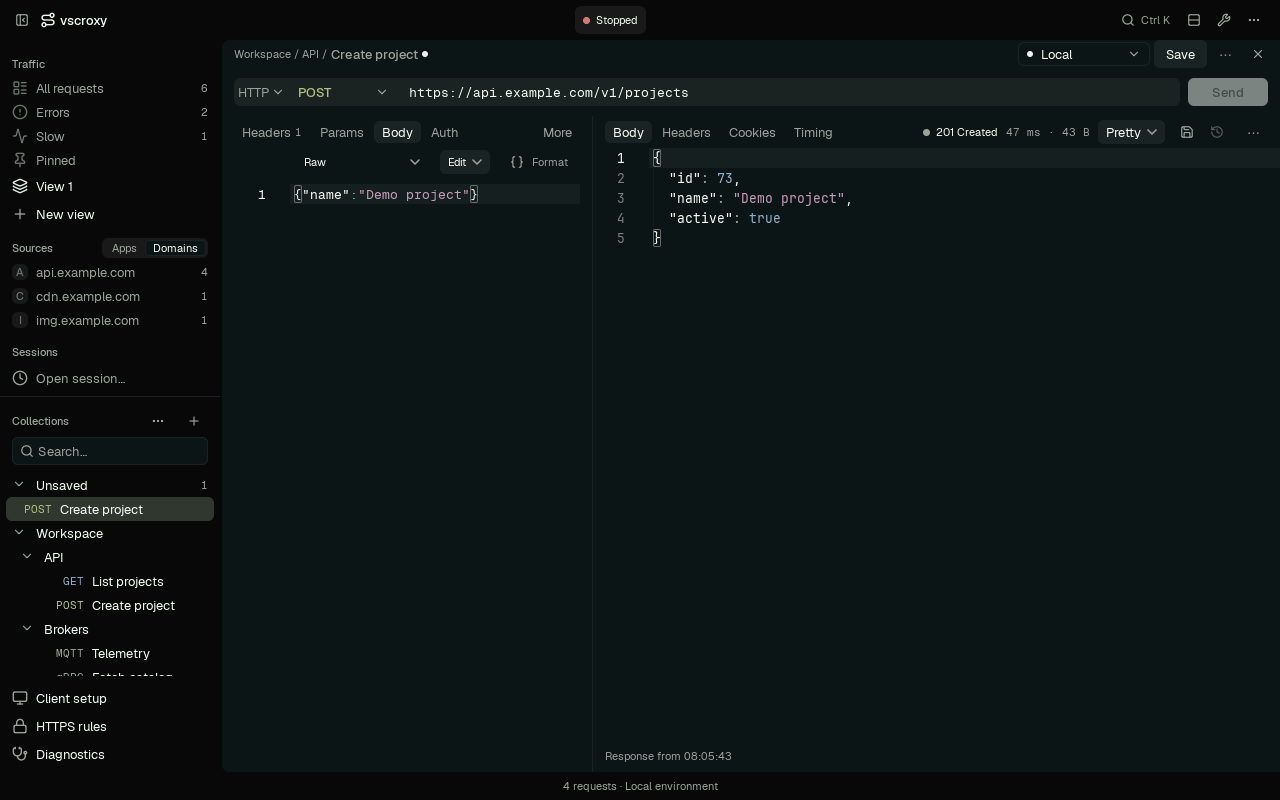 vscroxy
Stopped
Ctrl K
Traffic
All requests 6
Errors 2
Slow 1
Pinned
View 1
New view
Sources Apps Domains
A api.example.com 4
C cdn.example.com 1
I img.example.com 1
Sessions
Open session…
Collections
Search…
Unsaved 1
POST Create project
Workspace
API
GET List projects
POST Create project
Brokers
MQTT Telemetry
gRPC Fetch catalog
Client setup
HTTPS rules
Diagnostics
Workspace / API / Create project
Local
Save
HTTP POST https://api.example.com/v1/projects
Send
Headers 1 Params Body Auth More
Raw Edit {} Format
1 {"name":"Demo project"}
Body Headers Cookies Timing
201 Created 47 ms · 43 B Pretty
1 {
2 "id": 73,
3 "name": "Demo project",
4 "active": true
5 }
Response from 08:05:43
4 requests · Local environment